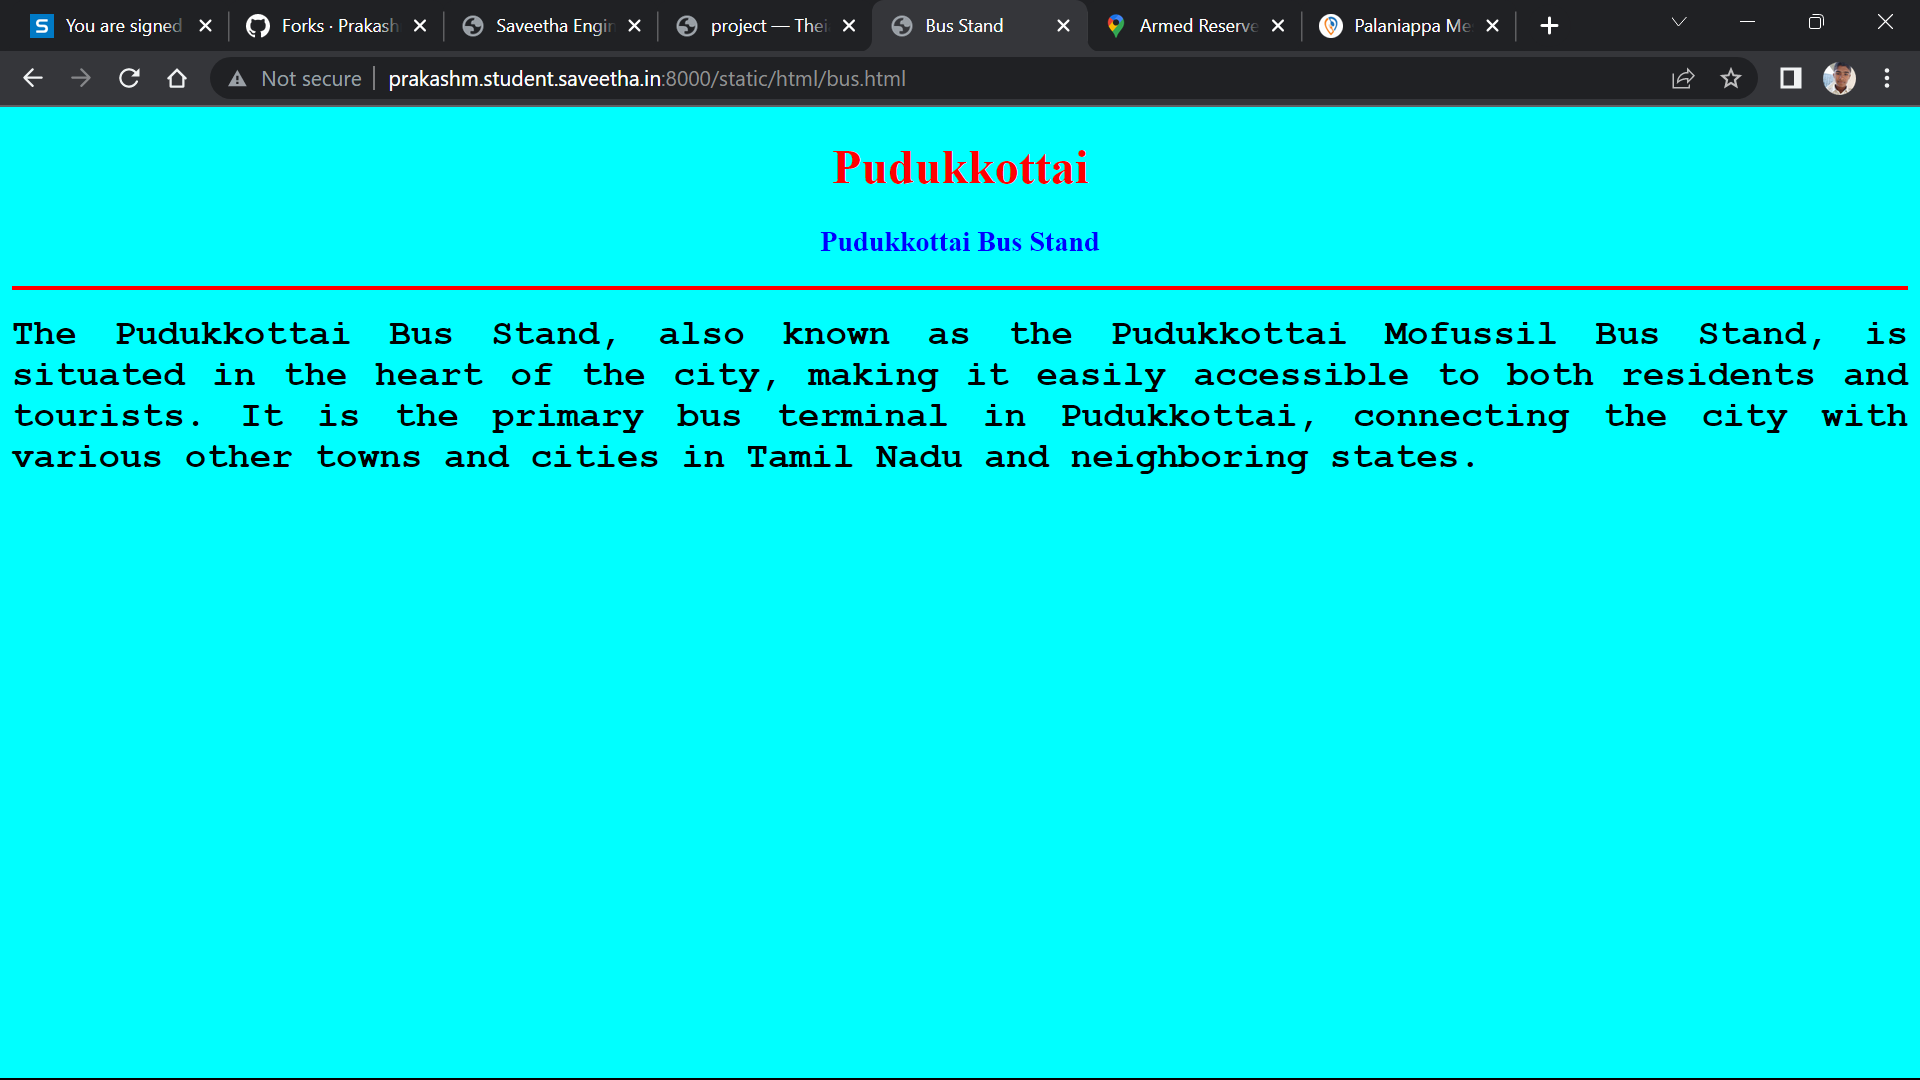 You are signed
Forks · Prakash
Saveetha Engin
project — Thei
Bus Stand
Armed Reserve
Palaniappa Me
Not secure
prakashm.student.saveetha.in:8000/static/html/bus.html
Pudukkottai
Pudukkottai Bus Stand
The Pudukkottai Bus Stand, also known as the Pudukkottai Mofussil Bus Stand, is
situated in the heart of the city, making it easily accessible to both residents and
tourists. It is the primary bus terminal in Pudukkottai, connecting the city with
various other towns and cities in Tamil Nadu and neighboring states.